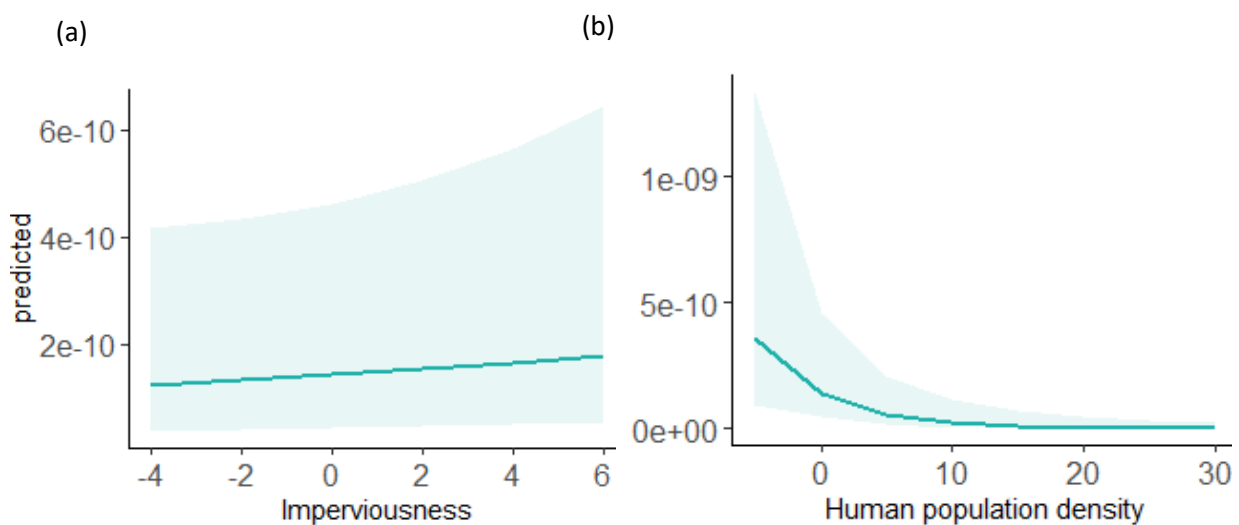 (a)
(b)
predicted
6e-10
4e-10
2e-10
-4 -2 0 2 4 6
Imperviousness
1e-09
5e-10
0e+00
0 10 20 30
Human population density